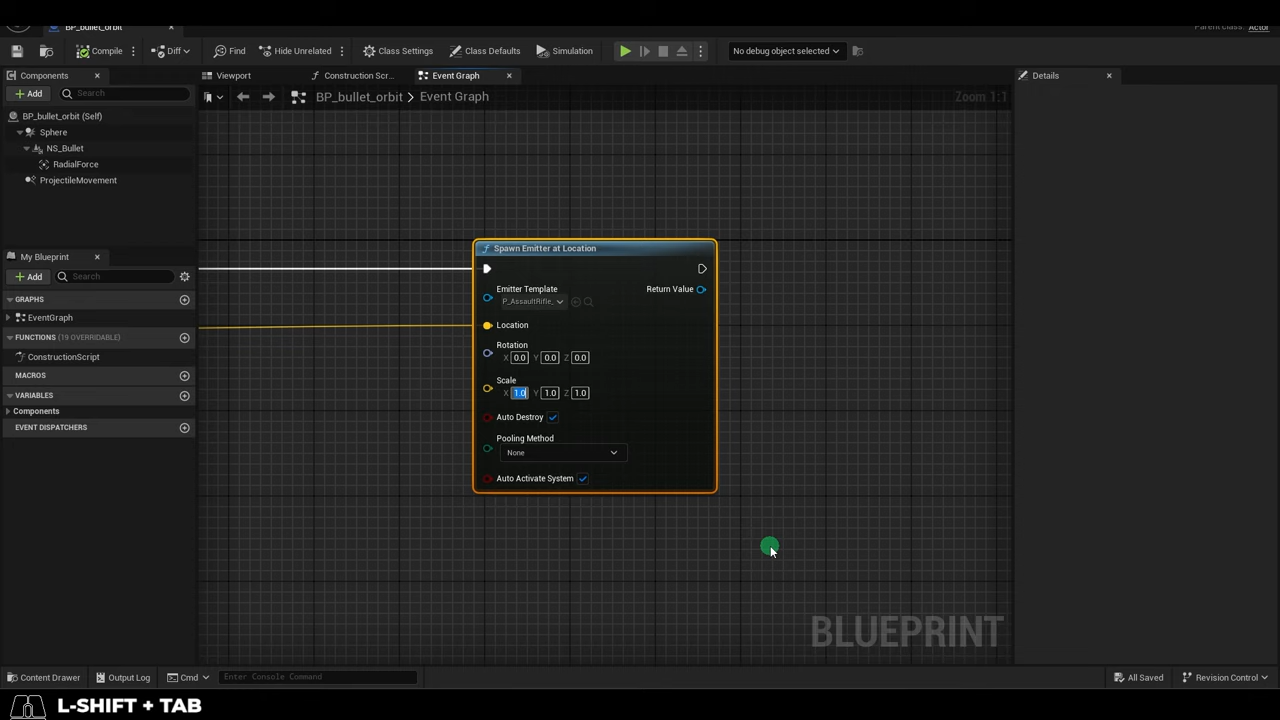 BP_bullet_orbit
Parent Class: Actor
Compile
Diff
Find
Hide Unrelated
Class Settings
Class Defaults
Simulation
No debug object selected
Components
Viewport
Construction Scr...
Event Graph
Details
Add
Search
BP_bullet_orbit > Event Graph
Zoom 1:1
BP_bullet_orbit (Self)
Sphere
NS_Bullet
RadialForce
ProjectileMovement
My Blueprint
Add
Search
GRAPHS
EventGraph
FUNCTIONS (19 OVERRIDABLE)
ConstructionScript
MACROS
VARIABLES
Components
EVENT DISPATCHERS
f Spawn Emitter at Location
Emitter Template
P_AssaultRifle_
Return Value
Location
Rotation
X 0.0 Y 0.0 Z 0.0
Scale
X 1.0 Y 1.0 Z 1.0
Auto Destroy
Pooling Method
None
Auto Activate System
BLUEPRINT
Content Drawer
Output Log
Cmd
Enter Console Command
All Saved
Revision Control
L-SHIFT + TAB